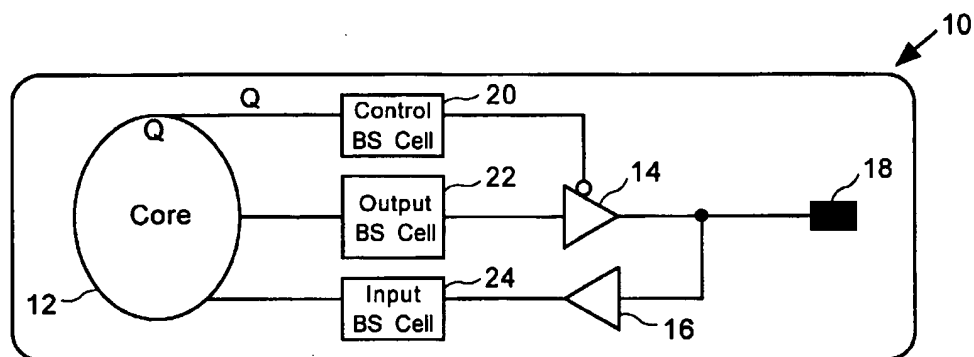 10
Q
Control
BS Cell
20
Q
Core
Output
BS Cell
22
14
18
12
Input
BS Cell
24
16